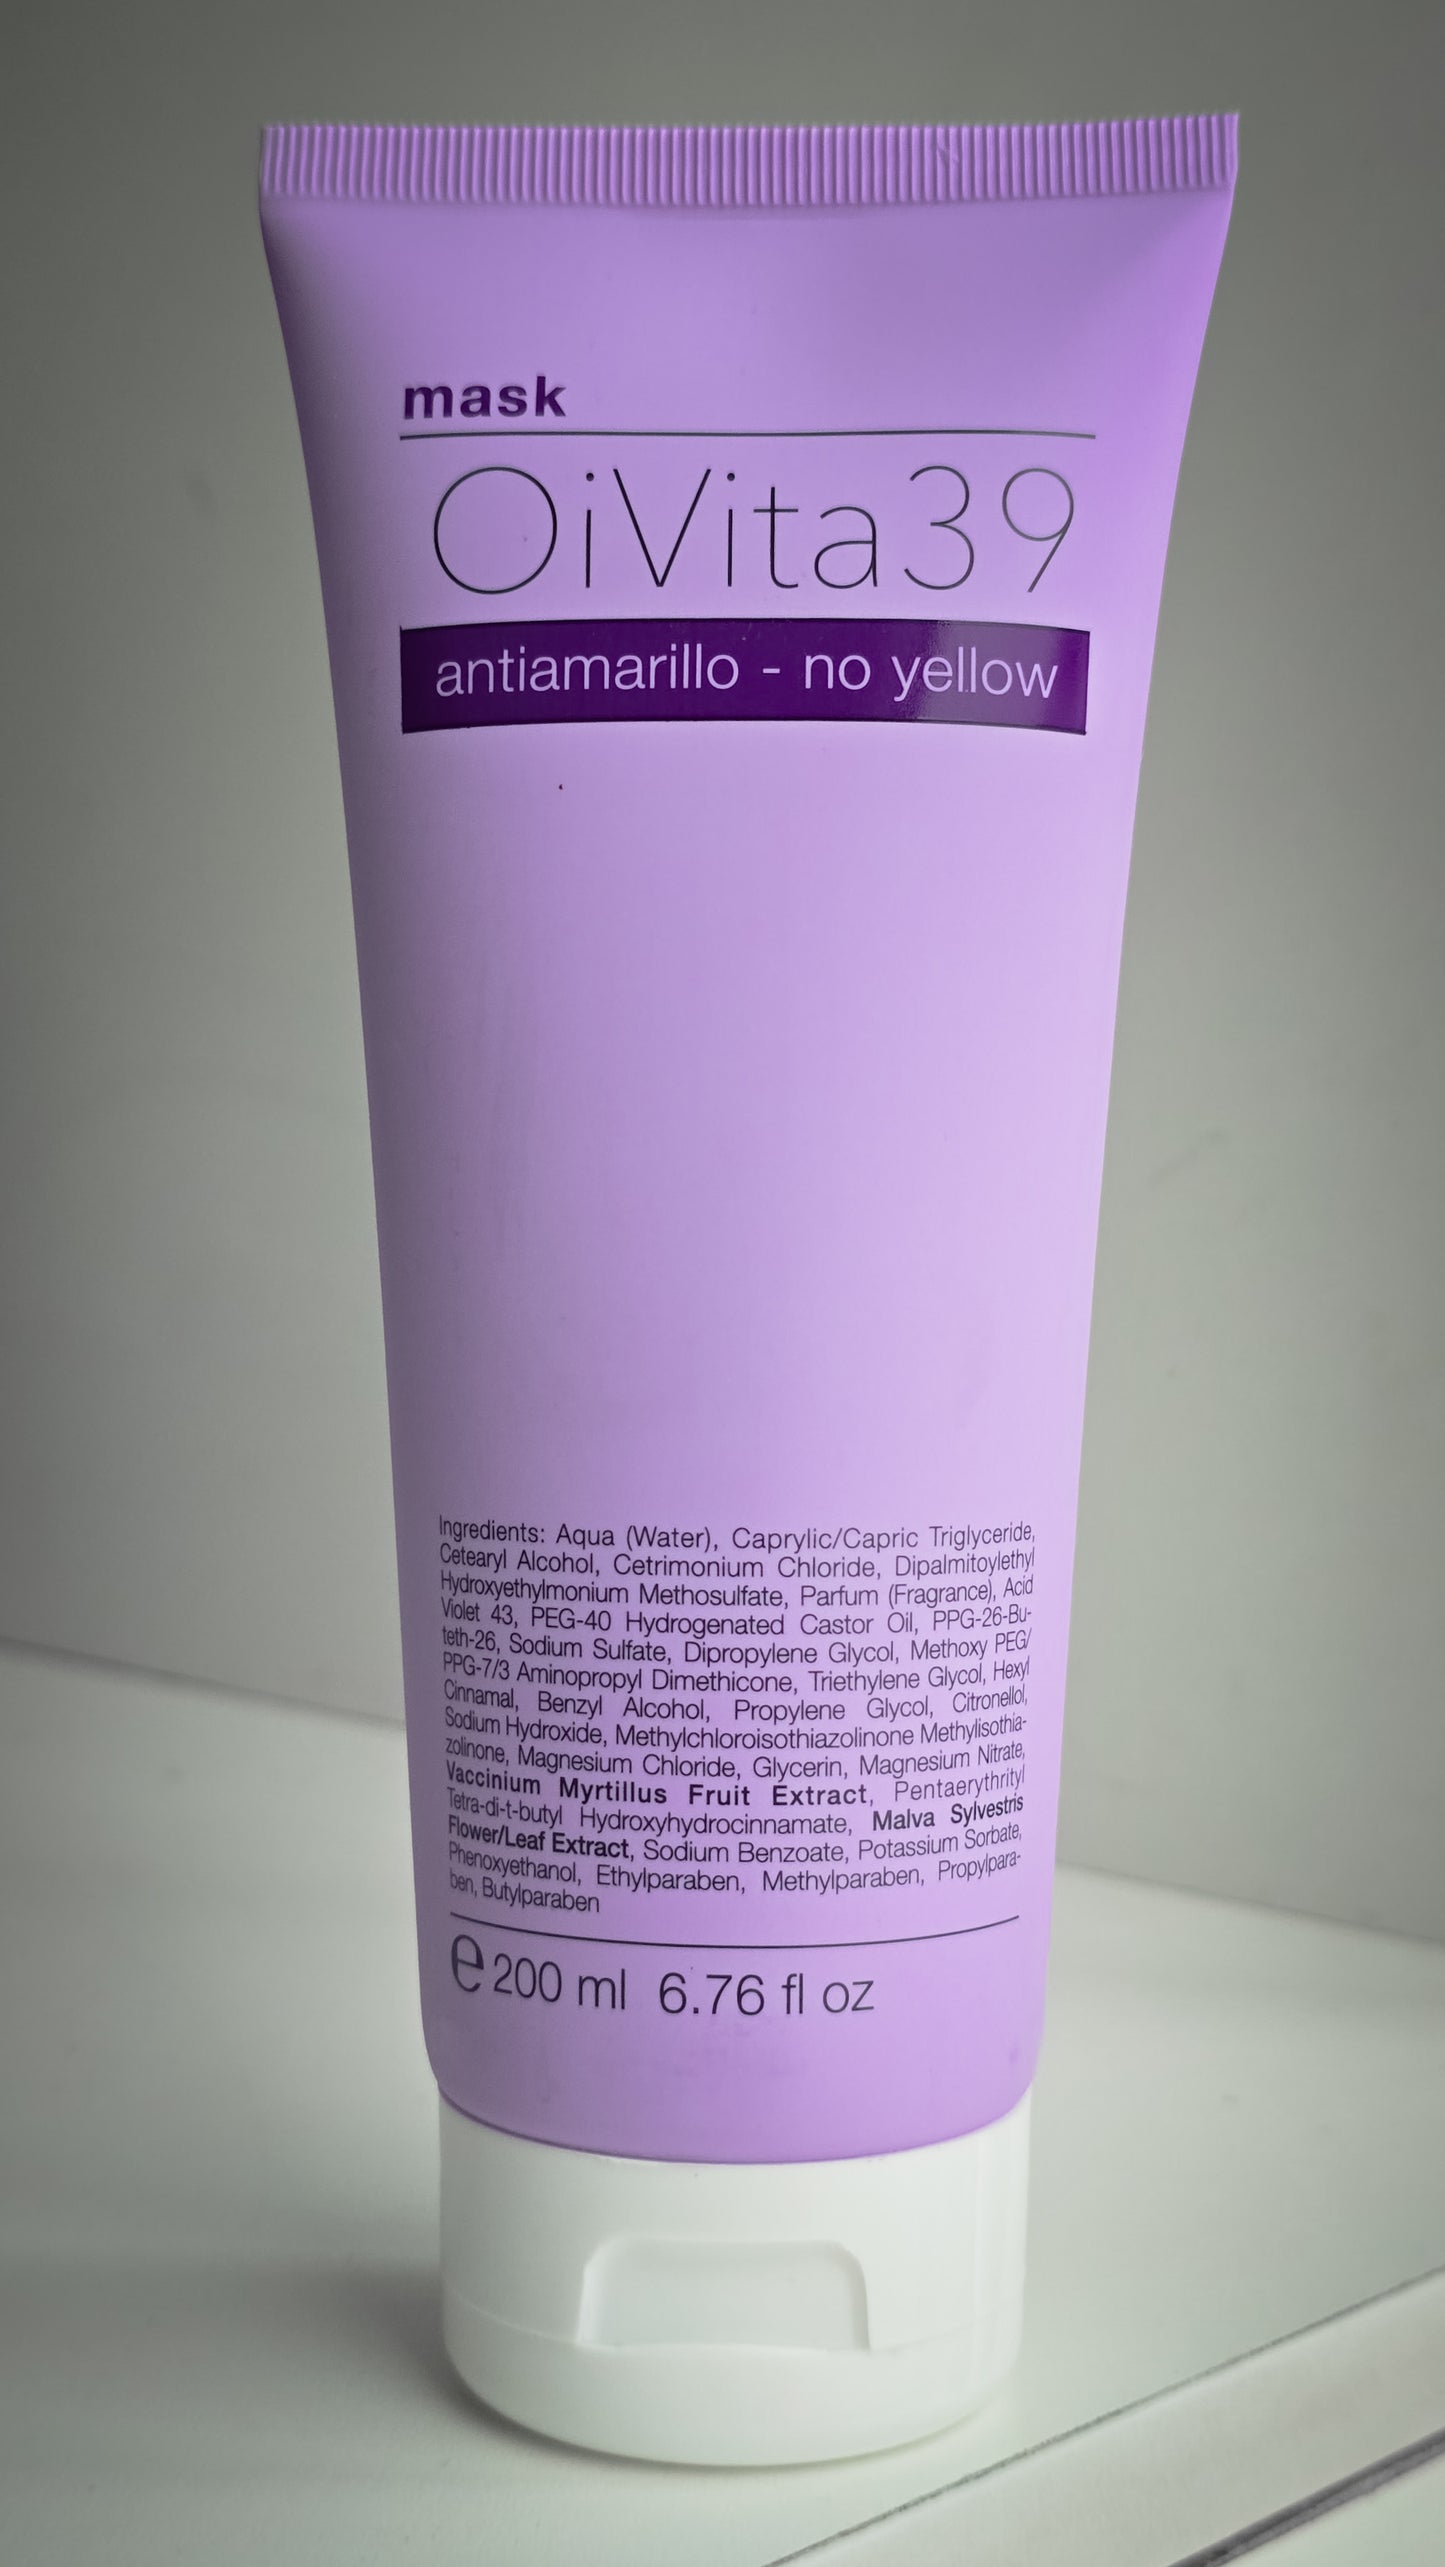 mask
OiVita39
antiamarillo - no yellow
Ingredients: Aqua (Water), Caprylic/Capric Triglyceride,
Cetearyl Alcohol, Cetrimonium Chloride, Dipalmitoylethyl
Hydroxyethylmonium Methosulfate, Parfum (Fragrance), Acid
Violet 43, PEG-40 Hydrogenated Castor Oil, PPG-26-Bu-
teth-26, Sodium Sulfate, Dipropylene Glycol, Methoxy PEG/
PPG-7/3 Aminopropyl Dimethicone, Triethylene Glycol, Hexyl
Cinnamal, Benzyl Alcohol, Propylene Glycol, Citronellol,
Sodium Hydroxide, Methylchloroisothiazolinone Methylisothia-
zolinone, Magnesium Chloride, Glycerin, Magnesium Nitrate,
Vaccinium Myrtillus Fruit Extract, Pentaerythrityl
Tetra-di-t-butyl Hydroxyhydrocinnamate, Malva Sylvestris
Flower/Leaf Extract, Sodium Benzoate, Potassium Sorbate,
Phenoxyethanol, Ethylparaben, Methylparaben, Propylpara-
ben, Butylparaben
e 200 ml 6.76 fl oz